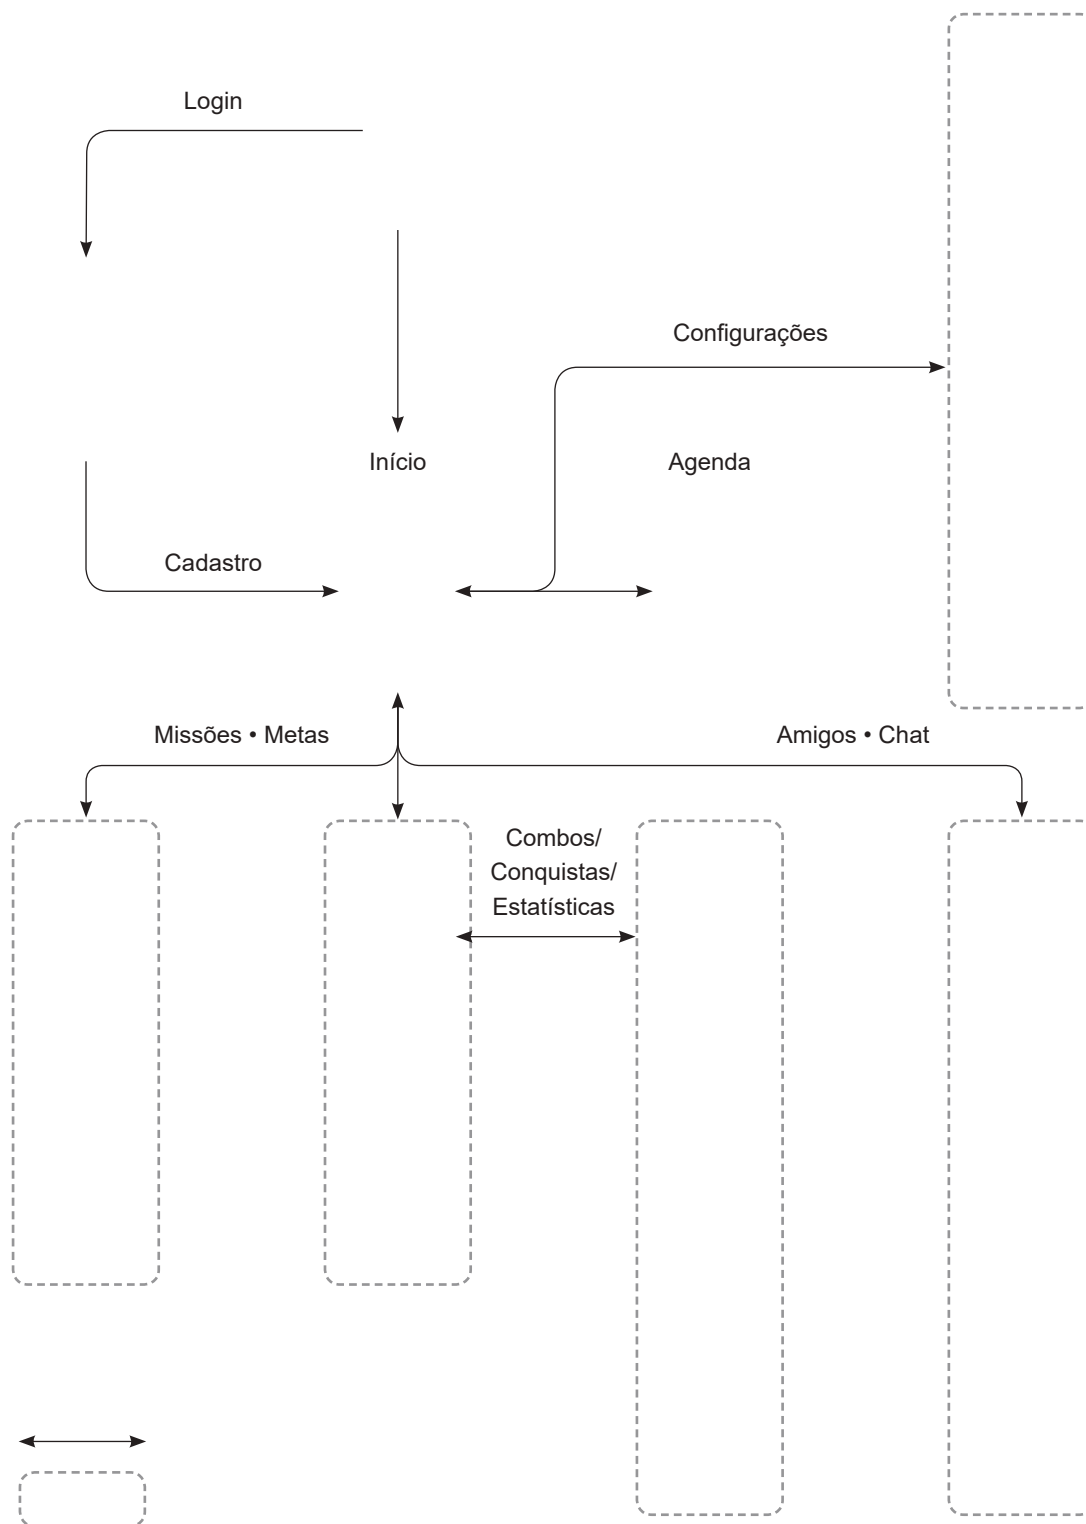 Login
Configurações
Início
Agenda
Cadastro
Missões • Metas
Amigos • Chat
Combos/
Conquistas/
Estatísticas